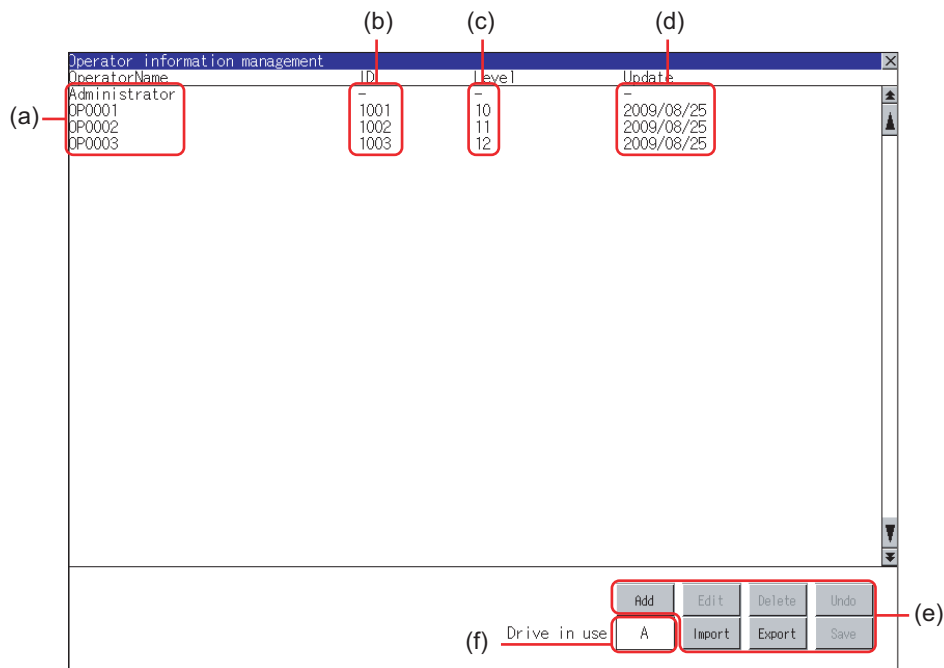 (b) (c) (d)
Operator information management
OperatorName ID Level Update
Administrator - - -
(a)
OP0001 1001 10 2009/08/25
OP0002 1002 11 2009/08/25
OP0003 1003 12 2009/08/25
Add Edit Delete Undo
(e)
(f) Drive in use A Import Export Save